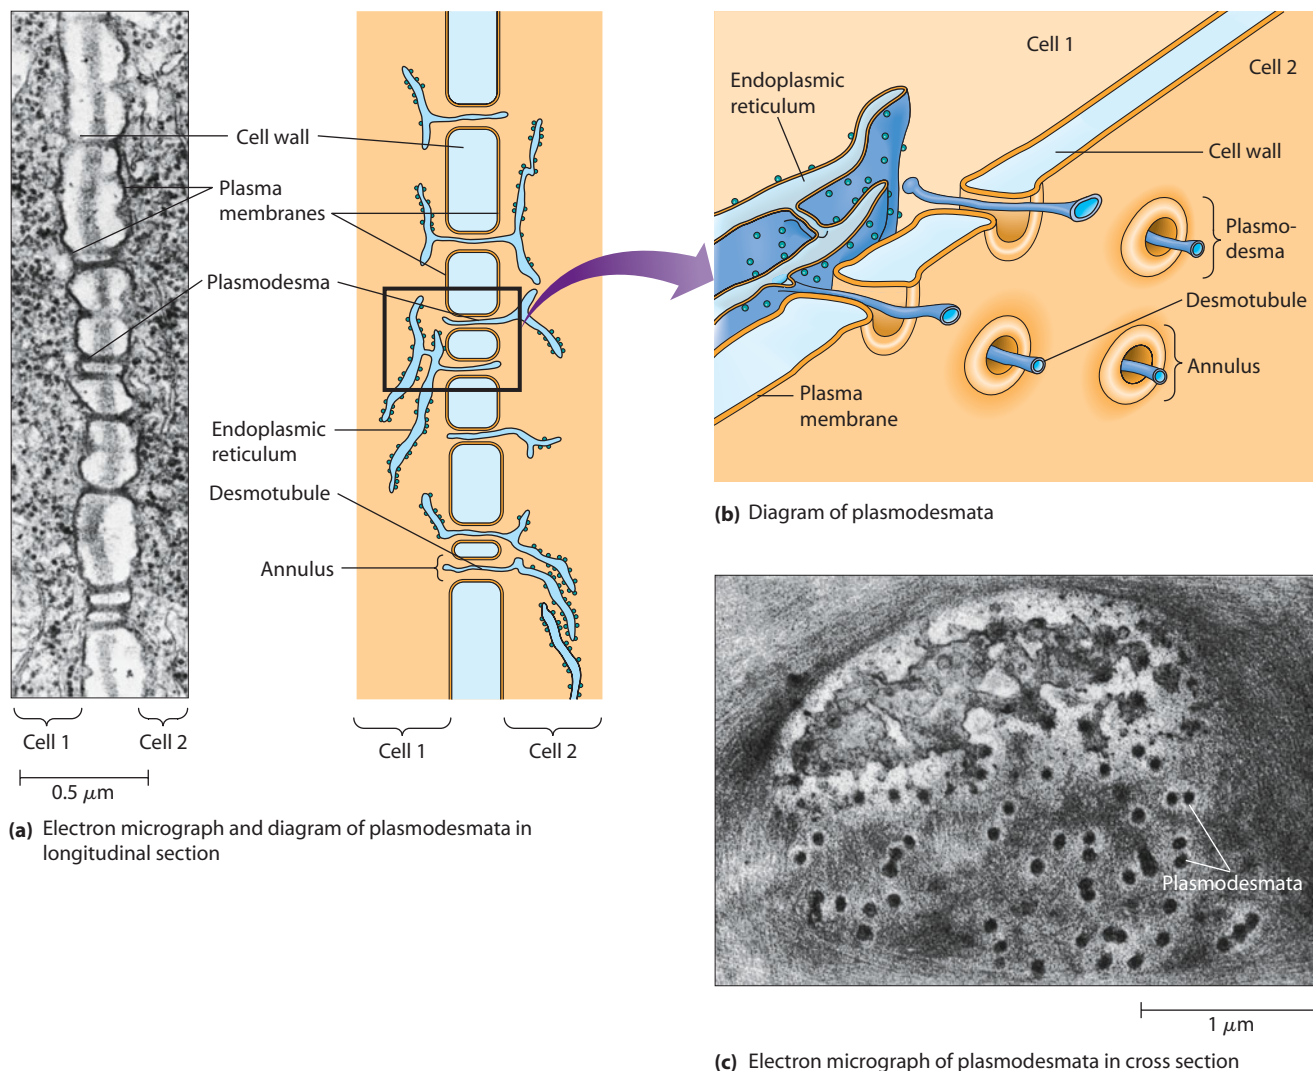 Cell wall
Plasma
membranes
Plasmodesma
Endoplasmic
reticulum
Desmotubule
Annulus
Cell 1
Cell 2
0.5 μm
Cell 1
Cell 2
(a) Electron micrograph and diagram of plasmodesmata in
longitudinal section
Cell 1
Cell 2
Endoplasmic
reticulum
Cell wall
Plasmo-
desma
Desmotubule
Annulus
Plasma
membrane
(b) Diagram of plasmodesmata
Plasmodesmata
1 μm
(c) Electron micrograph of plasmodesmata in cross section